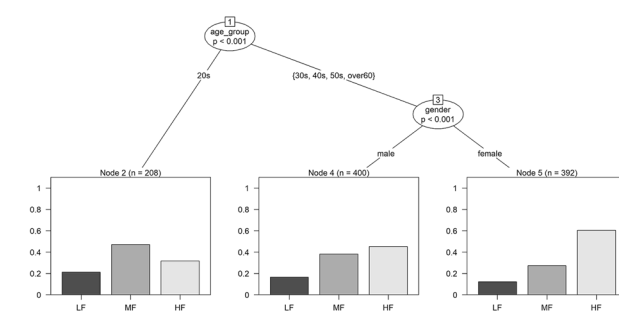 1
age_group
p < 0.001
20s
{30s, 40s, 50s, over60}
3
gender
p < 0.001
male
female
Node 2 (n = 208)
1
0.8
0.6
0.4
0.2
0
LF MF HF
Node 4 (n = 400)
1
0.8
0.6
0.4
0.2
0
LF MF HF
Node 5 (n = 392)
1
0.8
0.6
0.4
0.2
0
LF MF HF